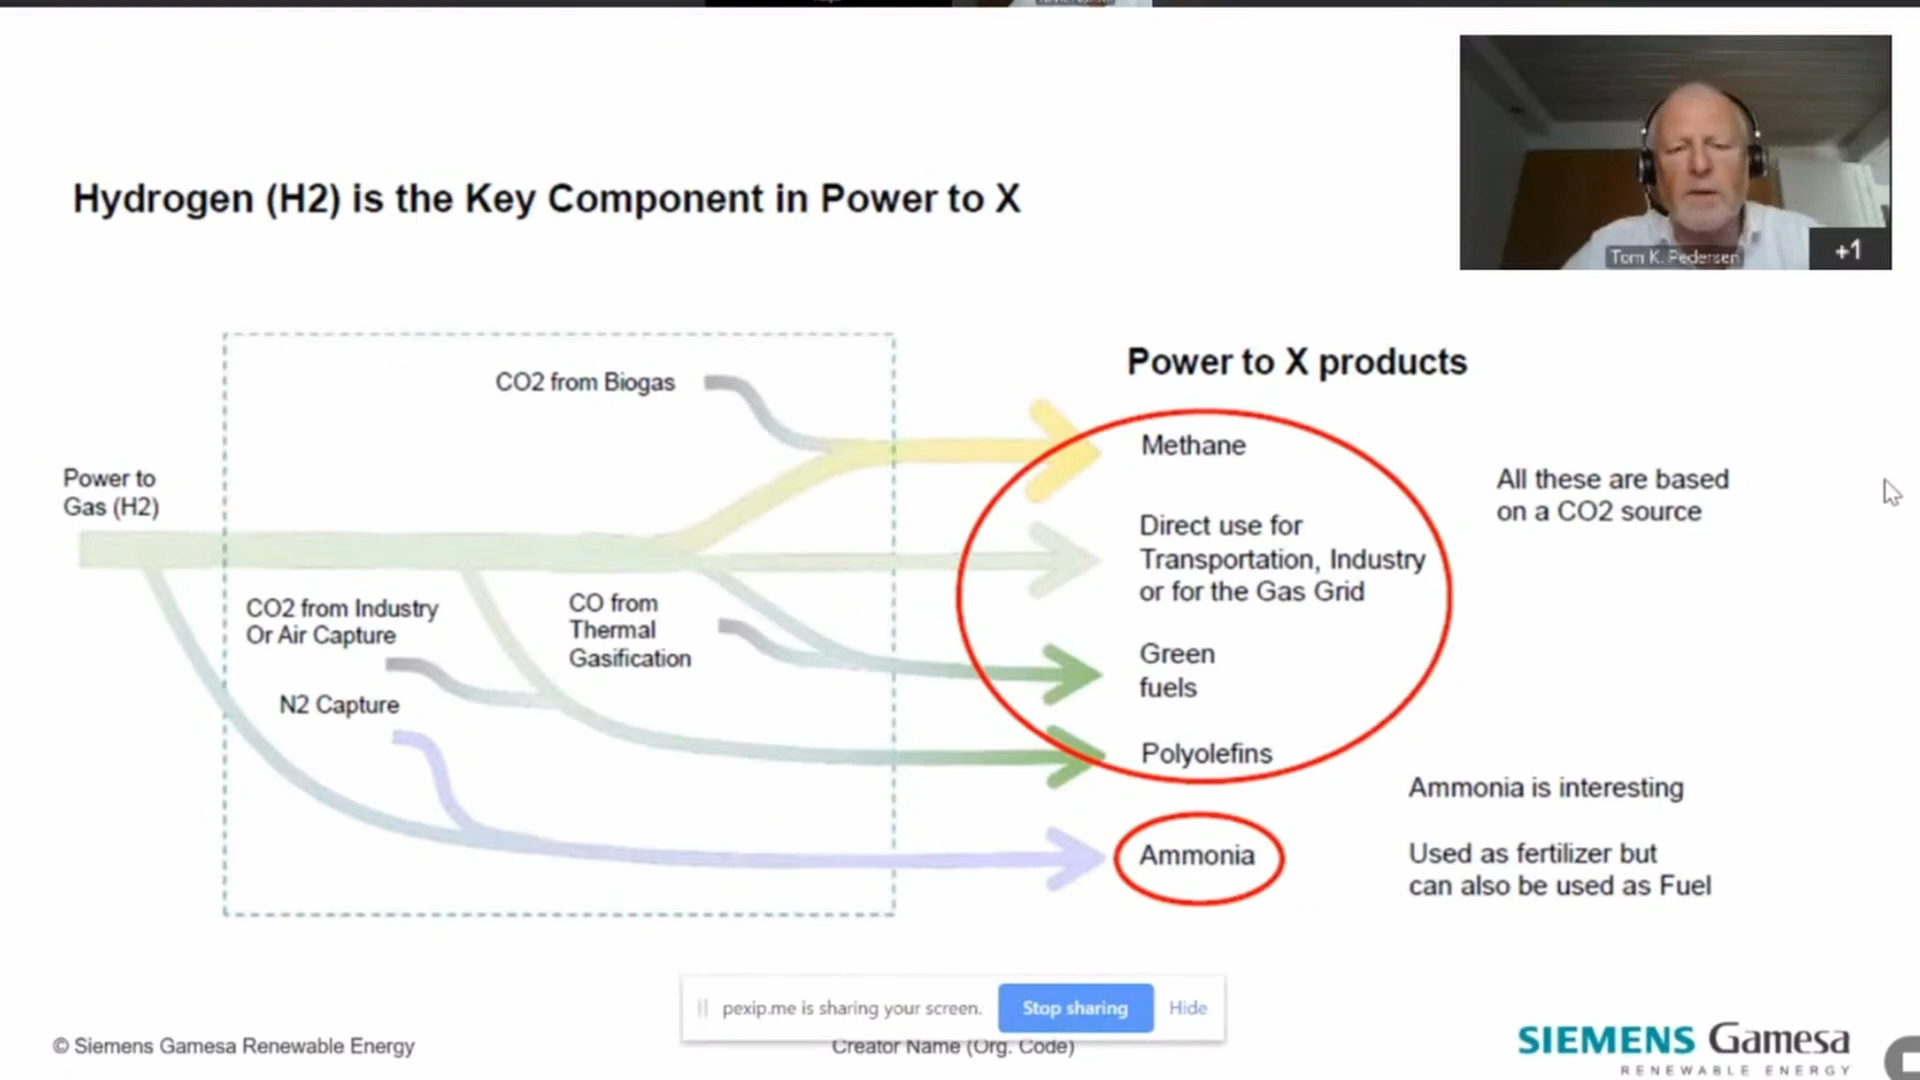 Hydrogen (H2) is the Key Component in Power to X
Tom K. Pedersen
+1
Power to X products
CO2 from Biogas
Methane
Power to
Gas (H2)
All these are based
on a CO2 source
Direct use for
Transportation, Industry
or for the Gas Grid
CO2 from Industry
Or Air Capture
CO from
Thermal
Gasification
Green
fuels
N2 Capture
Polyolefins
Ammonia is interesting
Ammonia
Used as fertilizer but
can also be used as Fuel
pexip.me is sharing your screen.
Stop sharing
Hide
© Siemens Gamesa Renewable Energy
Creator Name (Org. Code)
SIEMENS Gamesa
RENEWABLE ENERGY